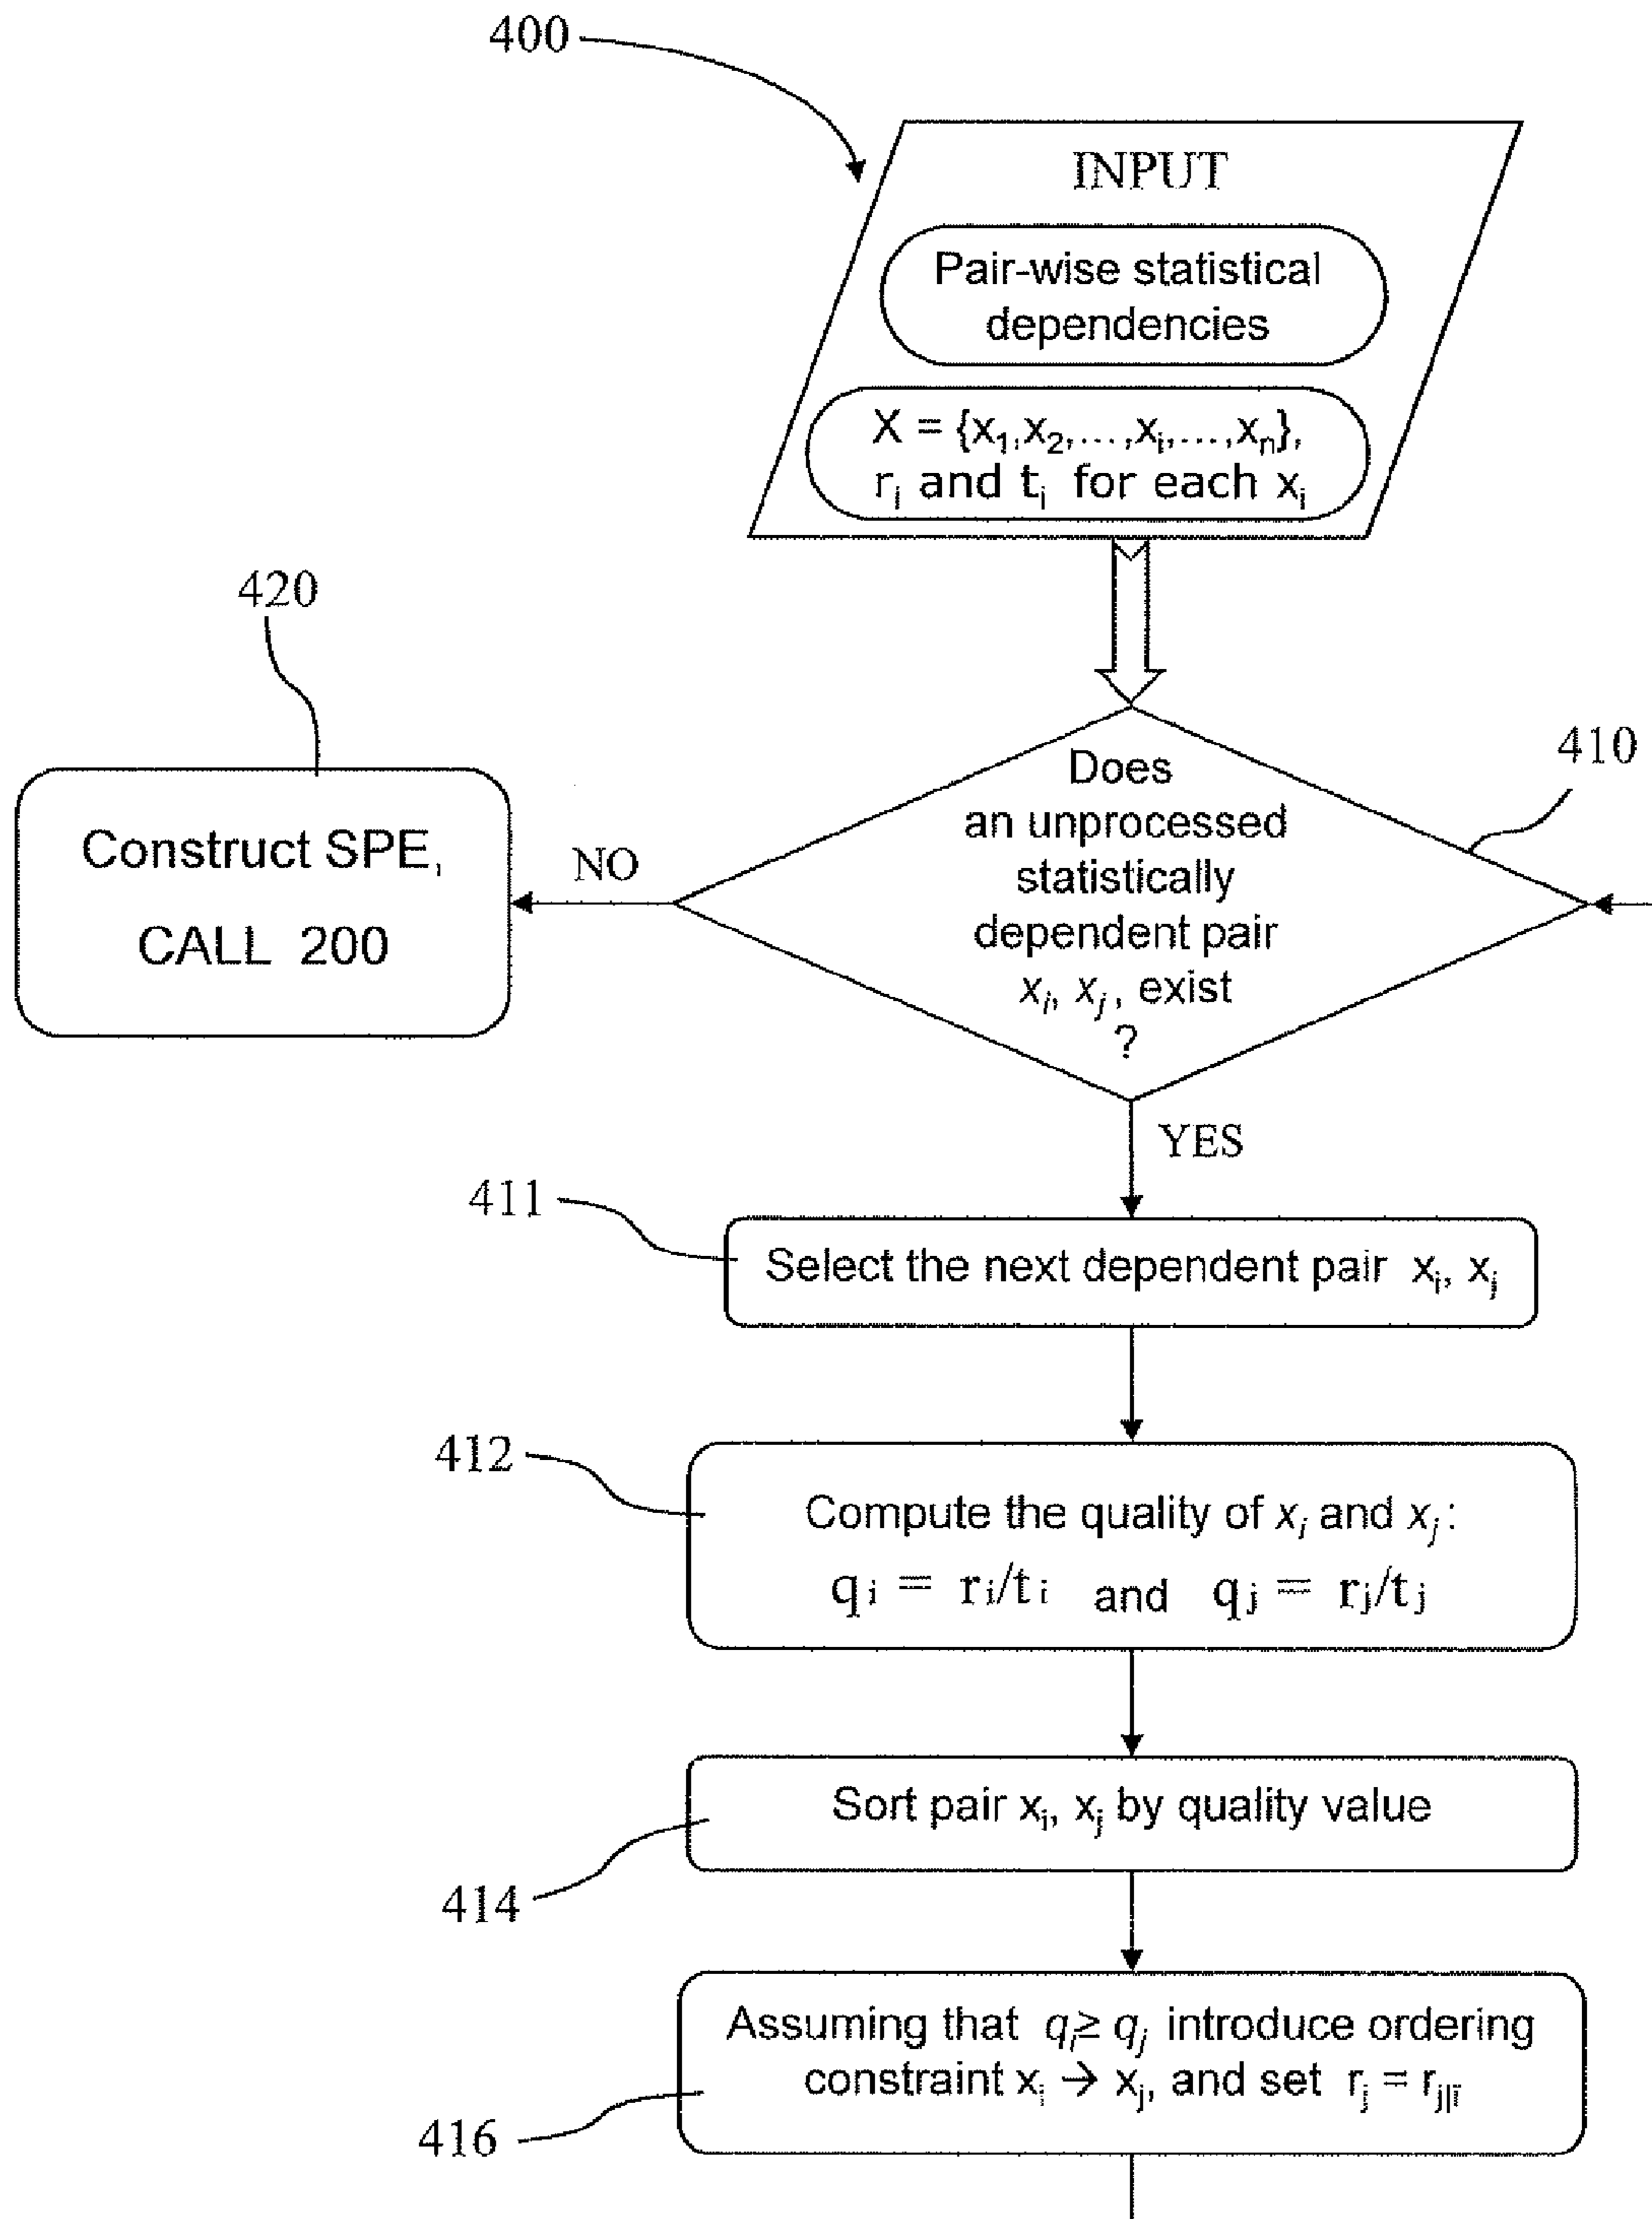 400
INPUT
Pair-wise statistical
dependencies
X = {x₁,x₂,...,xᵢ,...,xₙ},
rᵢ and tᵢ for each xᵢ
420
410
Construct SPE,
CALL 200
NO
Does
an unprocessed
statistically
dependent pair
xᵢ, xⱼ, exist
?
YES
411
Select the next dependent pair xᵢ, xⱼ
412
Compute the quality of xᵢ and xⱼ:
qᵢ = rᵢ/tᵢ and qⱼ = rⱼ/tⱼ
Sort pair xᵢ, xⱼ by quality value
414
Assuming that qᵢ≥ qⱼ introduce ordering
constraint xᵢ → xⱼ, and set rⱼ = r_{j|i̅}
416